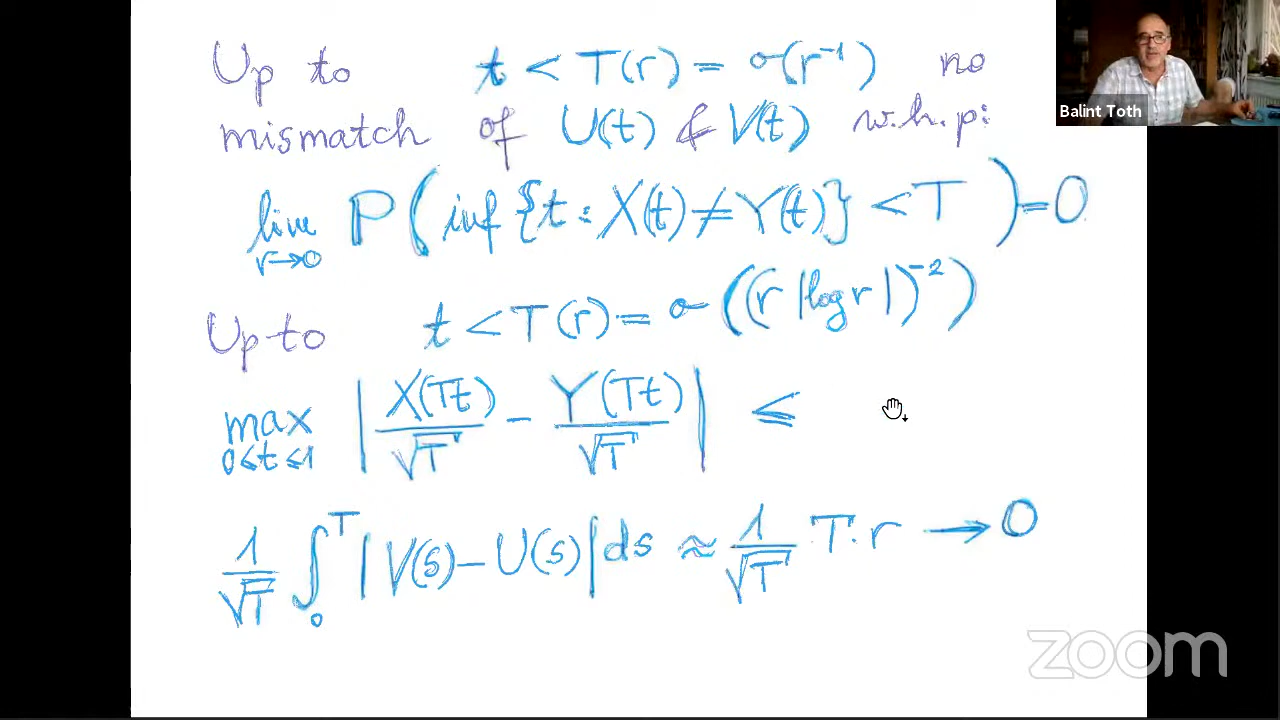 Up to t < T(r) = o(r⁻¹) no
mismatch of U(t) & V(t) w.h.p:
lim r→0 P( inf {t : X(t) ≠ Y(t)} < T ) = 0
Up to t < T(r) = o((r |log r|)⁻²)
max 0≤t≤1 | X(Tt)/√T − Y(Tt)/√T | ≤
1/√T ∫₀ᵀ | V(s) − U(s) | ds ≈ 1/√T T·r → 0
Balint Toth
zoom